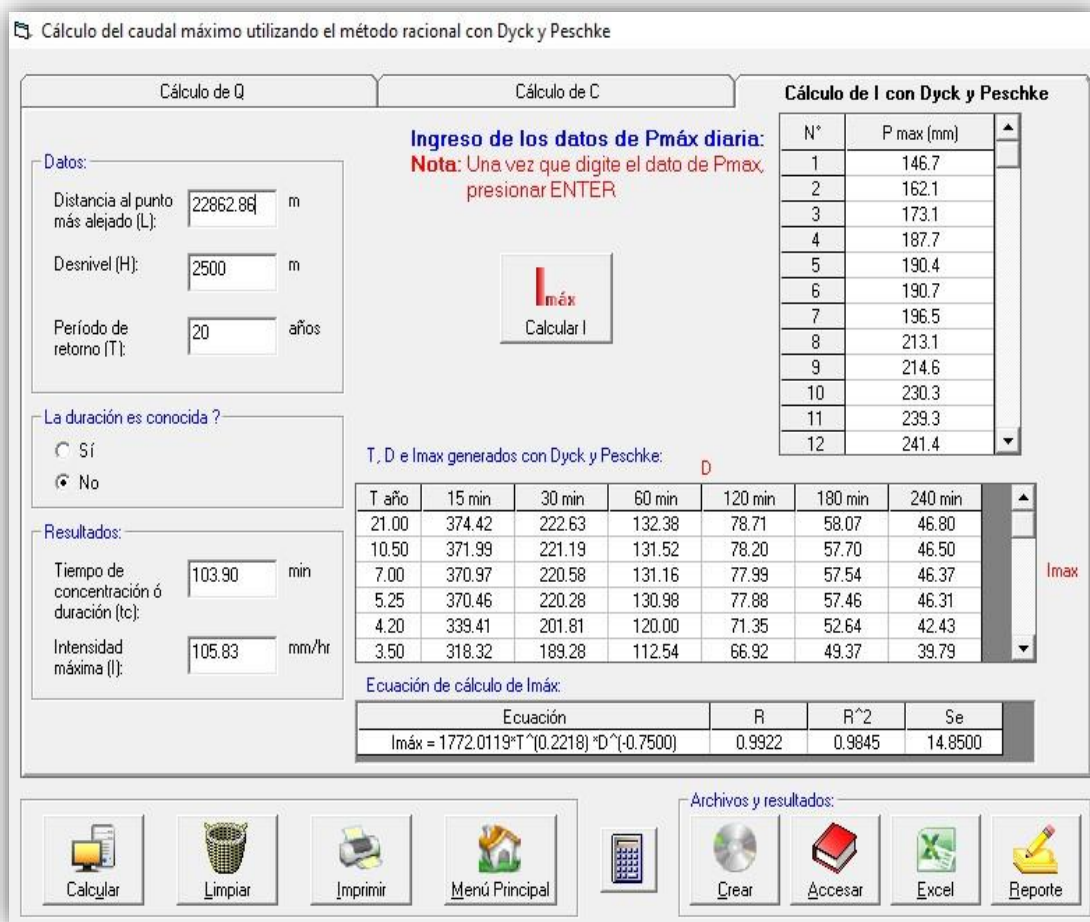 Cálculo del caudal máximo utilizando el método racional con Dyck y Peschke
Cálculo de Q
Cálculo de C
Cálculo de I con Dyck y Peschke
Datos:
Distancia al punto
más alejado (L):
22862.86
m
Desnivel (H):
2500
m
Período de
retorno (T):
20
años
La duración es conocida ?
Sí
No
Resultados:
Tiempo de
concentración ó
duración (tc):
103.90
min
Intensidad
máxima (I):
105.83
mm/hr
Ingreso de los datos de Pmáx diaria:
Nota: Una vez que digite el dato de Pmax,
presionar ENTER
Imáx
Calcular I
N° P max (mm)
1 146.7
2 162.1
3 173.1
4 187.7
5 190.4
6 190.7
7 196.5
8 213.1
9 214.6
10 230.3
11 239.3
12 241.4
T, D e Imax generados con Dyck y Peschke:
D
T año 15 min 30 min 60 min 120 min 180 min 240 min
21.00 374.42 222.63 132.38 78.71 58.07 46.80
10.50 371.99 221.19 131.52 78.20 57.70 46.50
7.00 370.97 220.58 131.16 77.99 57.54 46.37
5.25 370.46 220.28 130.98 77.88 57.46 46.31
4.20 339.41 201.81 120.00 71.35 52.64 42.43
3.50 318.32 189.28 112.54 66.92 49.37 39.79
Imax
Ecuación de cálculo de Imáx:
Ecuación R R^2 Se
Imáx = 1772.0119*T^(0.2218) *D^(-0.7500) 0.9922 0.9845 14.8500
Calcular
Limpiar
Imprimir
Menú Principal
Archivos y resultados:
Crear
Accesar
Excel
Reporte